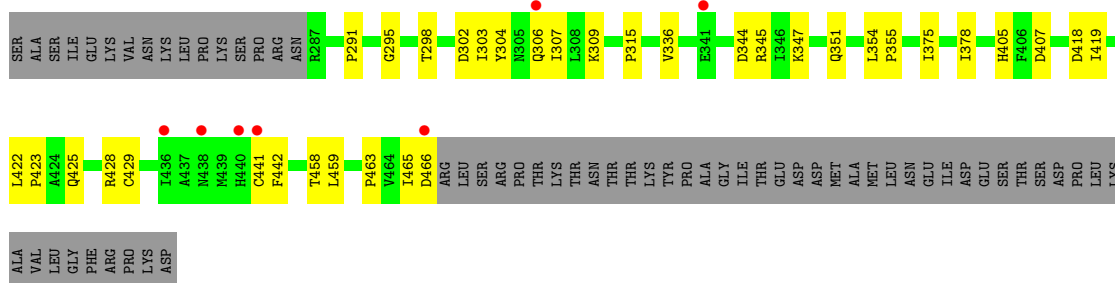 SER ALA SER ILE GLU LYS VAL ASN LYS LEU PRO LYS SER PRO ARG ASN R287 P291 G295 T298 D302 I303 Y304 N305 Q306 I307 L308 K309 P315 V336 E341 D344 R345 I346 K347 Q351 L354 P355 I375 I378 H405 F406 D407 D418 I419
L422 P423 A424 Q425 R428 C429 I436 A437 N438 M439 H440 C441 F442 T458 L459 P463 V464 I465 D466 ARG LEU SER ARG PRO THR LYS THR ASN THR THR LYS TYR PRO ALA GLY ILE THR GLU ASP ASP MET ALA MET LEU ASN GLU ILE ASP GLU SER THR SER ASP PRO LEU LYS
ALA VAL LEU GLY PHE ARG PRO LYS ASP